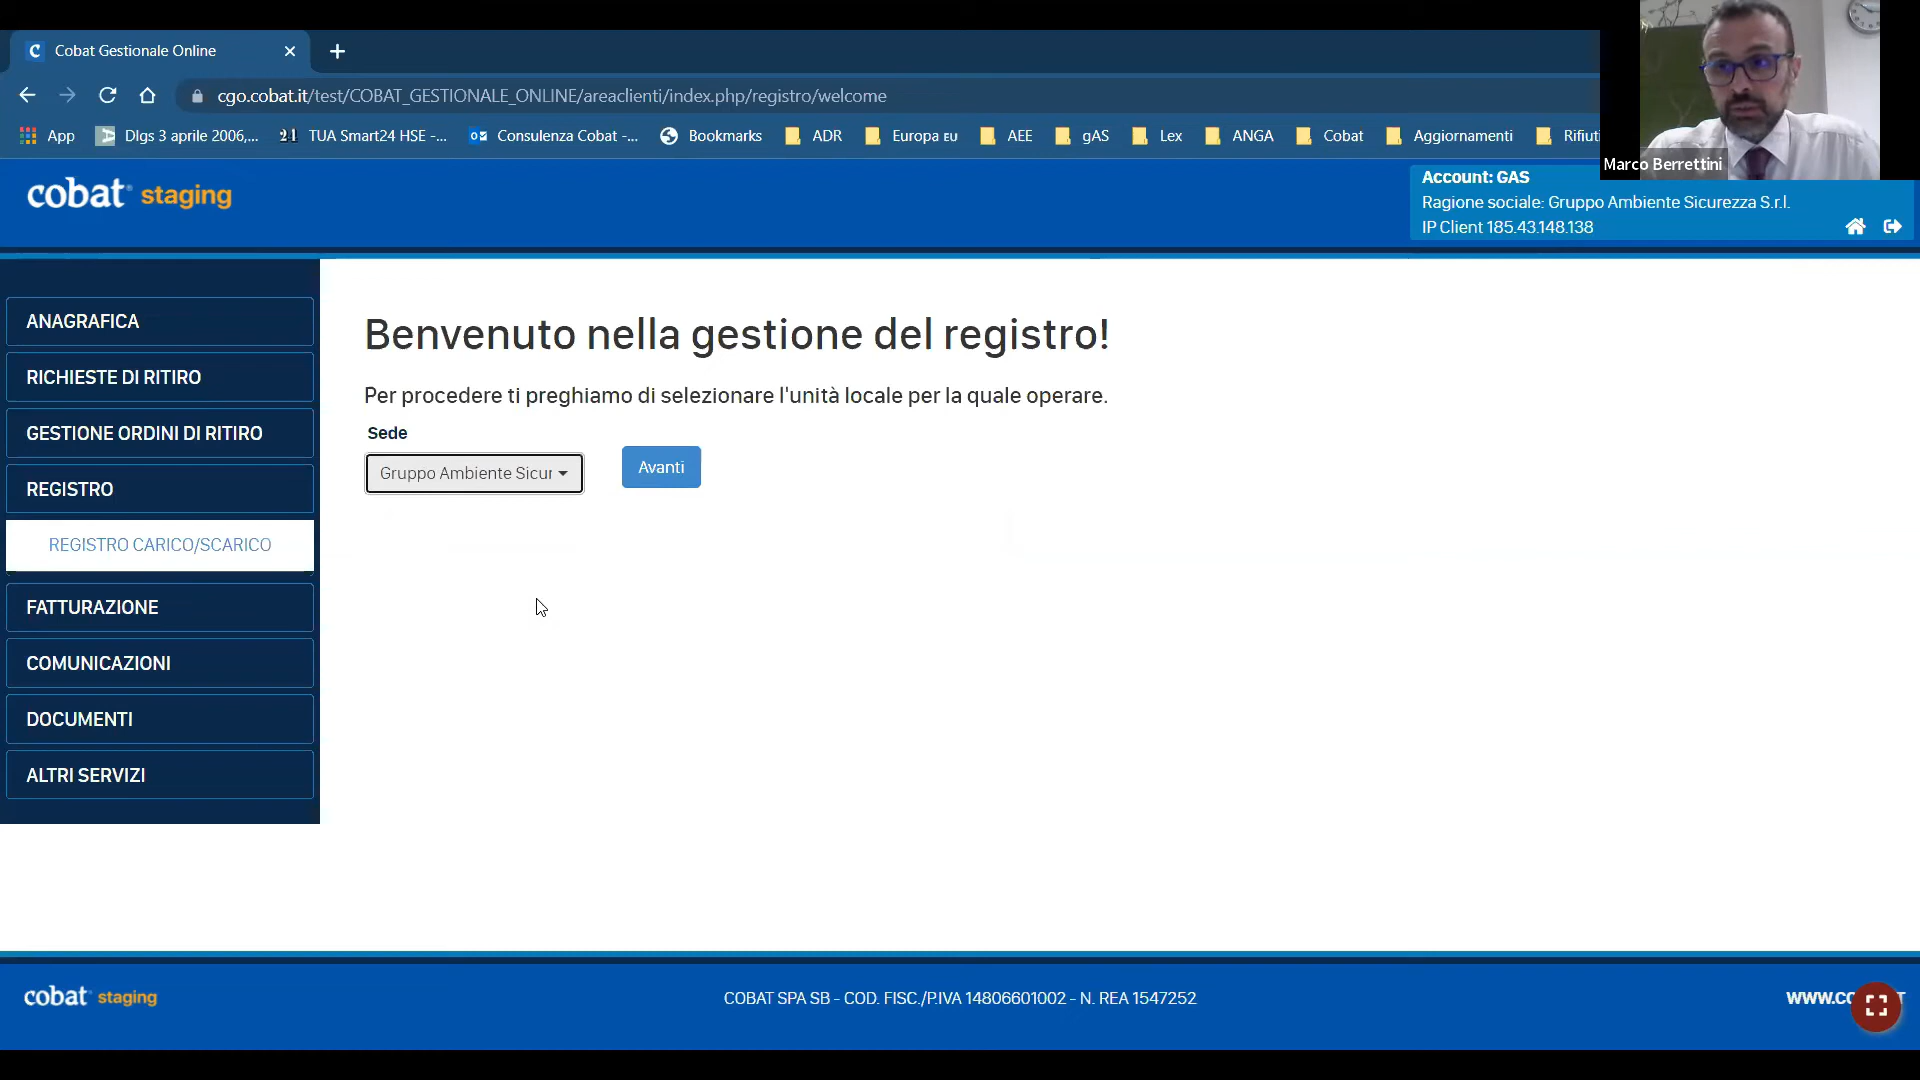 Cobat Gestionale Online
cgo.cobat.it/test/COBAT_GESTIONALE_ONLINE/areaclienti/index.php/registro/welcome
App Dlgs 3 aprile 2006,... 24 TUA Smart24 HSE -... Consulenza Cobat -... Bookmarks ADR Europa EU AEE gAS Lex ANGA Cobat Aggiornamenti Rifiuti
Marco Berrettini
cobat staging
Account: GAS
Ragione sociale: Gruppo Ambiente Sicurezza S.r.l.
IP Client 185.43.148.138
ANAGRAFICA
RICHIESTE DI RITIRO
GESTIONE ORDINI DI RITIRO
REGISTRO
REGISTRO CARICO/SCARICO
FATTURAZIONE
COMUNICAZIONI
DOCUMENTI
ALTRI SERVIZI
Benvenuto nella gestione del registro!
Per procedere ti preghiamo di selezionare l'unità locale per la quale operare.
Sede
Gruppo Ambiente Sicur
Avanti
cobat staging
COBAT SPA SB - COD. FISC./P.IVA 14806601002 - N. REA 1547252